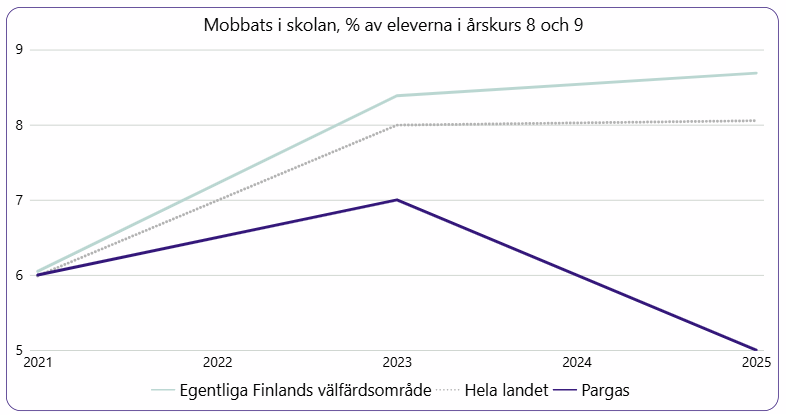 Mobbats i skolan, % av eleverna i årskurs 8 och 9
9
8
7
6
5
2021 2022 2023 2024 2025
Egentliga Finlands välfärdsområde Hela landet Pargas